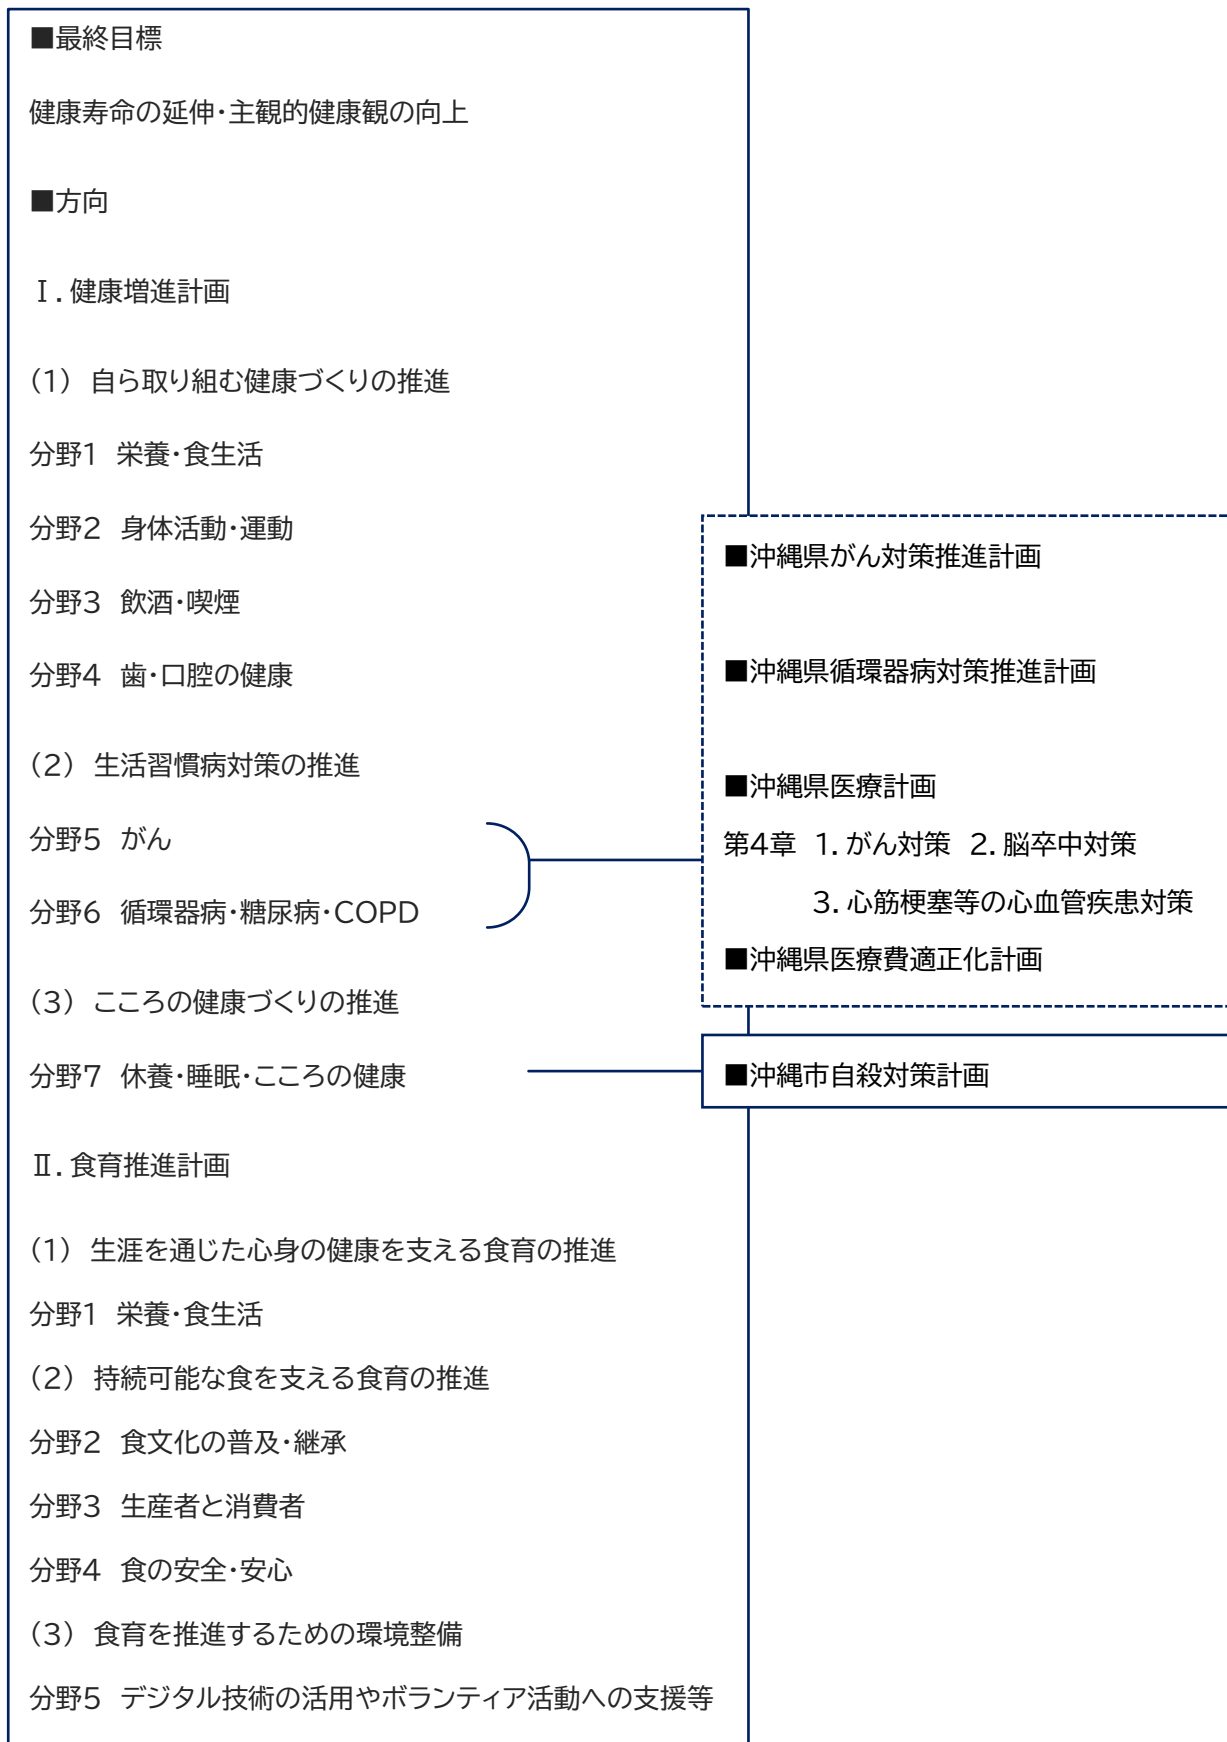 ■最終目標
健康寿命の延伸・主観的健康観の向上
■方向
Ⅰ．健康増進計画
（1） 自ら取り組む健康づくりの推進
分野1 栄養・食生活
分野2 身体活動・運動
分野3 飲酒・喫煙
分野4 歯・口腔の健康
（2） 生活習慣病対策の推進
分野5 がん
分野6 循環器病・糖尿病・COPD
（3） こころの健康づくりの推進
分野7 休養・睡眠・こころの健康
Ⅱ．食育推進計画
（1） 生涯を通じた心身の健康を支える食育の推進
分野1 栄養・食生活
（2） 持続可能な食を支える食育の推進
分野2 食文化の普及・継承
分野3 生産者と消費者
分野4 食の安全・安心
（3） 食育を推進するための環境整備
分野5 デジタル技術の活用やボランティア活動への支援等
■沖縄県がん対策推進計画
■沖縄県循環器病対策推進計画
■沖縄県医療計画
第4章 1．がん対策 2．脳卒中対策
3．心筋梗塞等の心血管疾患対策
■沖縄県医療費適正化計画
■沖縄市自殺対策計画